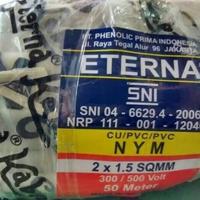 PT. PHENOLIC PRIMA INDONESIA
Jl. Raya Tegal Alur 96 JAKARTA
ETERNA
SNI
SNI 04 - 6629.4 - 2006
NRP 111 - 001 - 12040
CU/PVC/PVC
NYM
2 x 1.5 SQMM
300 / 500 Volt
50 Meter